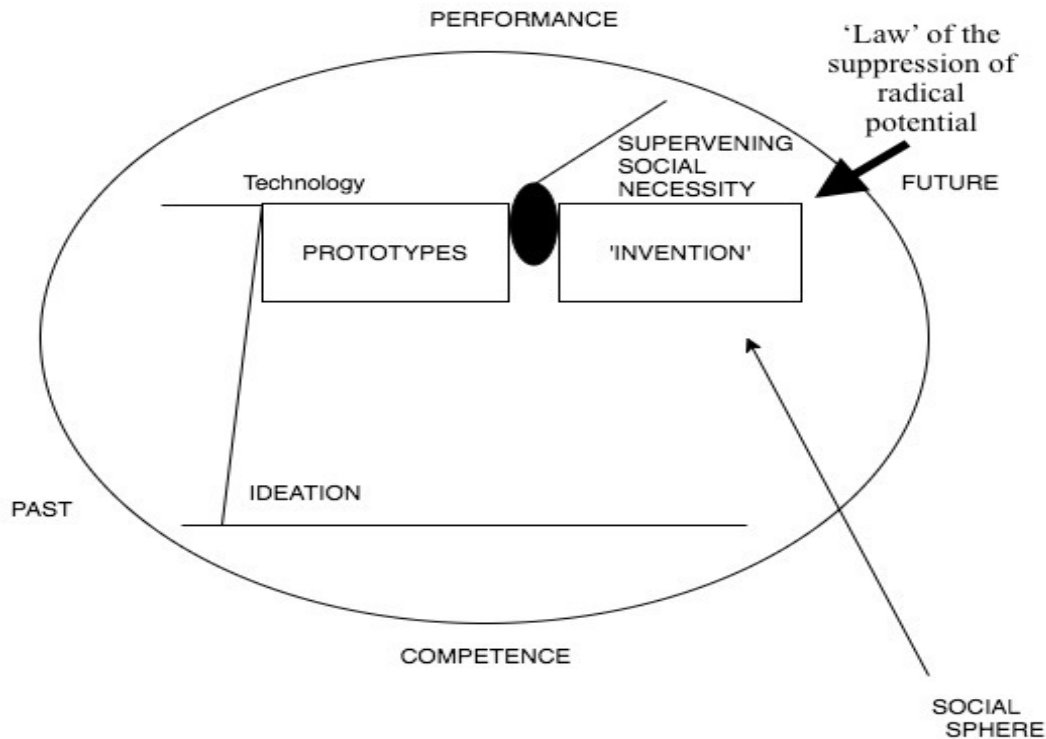 PERFORMANCE
‘Law’ of the
suppression of
radical
potential
SUPERVENING
SOCIAL
NECESSITY
Technology
FUTURE
PROTOTYPES
'INVENTION'
IDEATION
PAST
COMPETENCE
SOCIAL
SPHERE